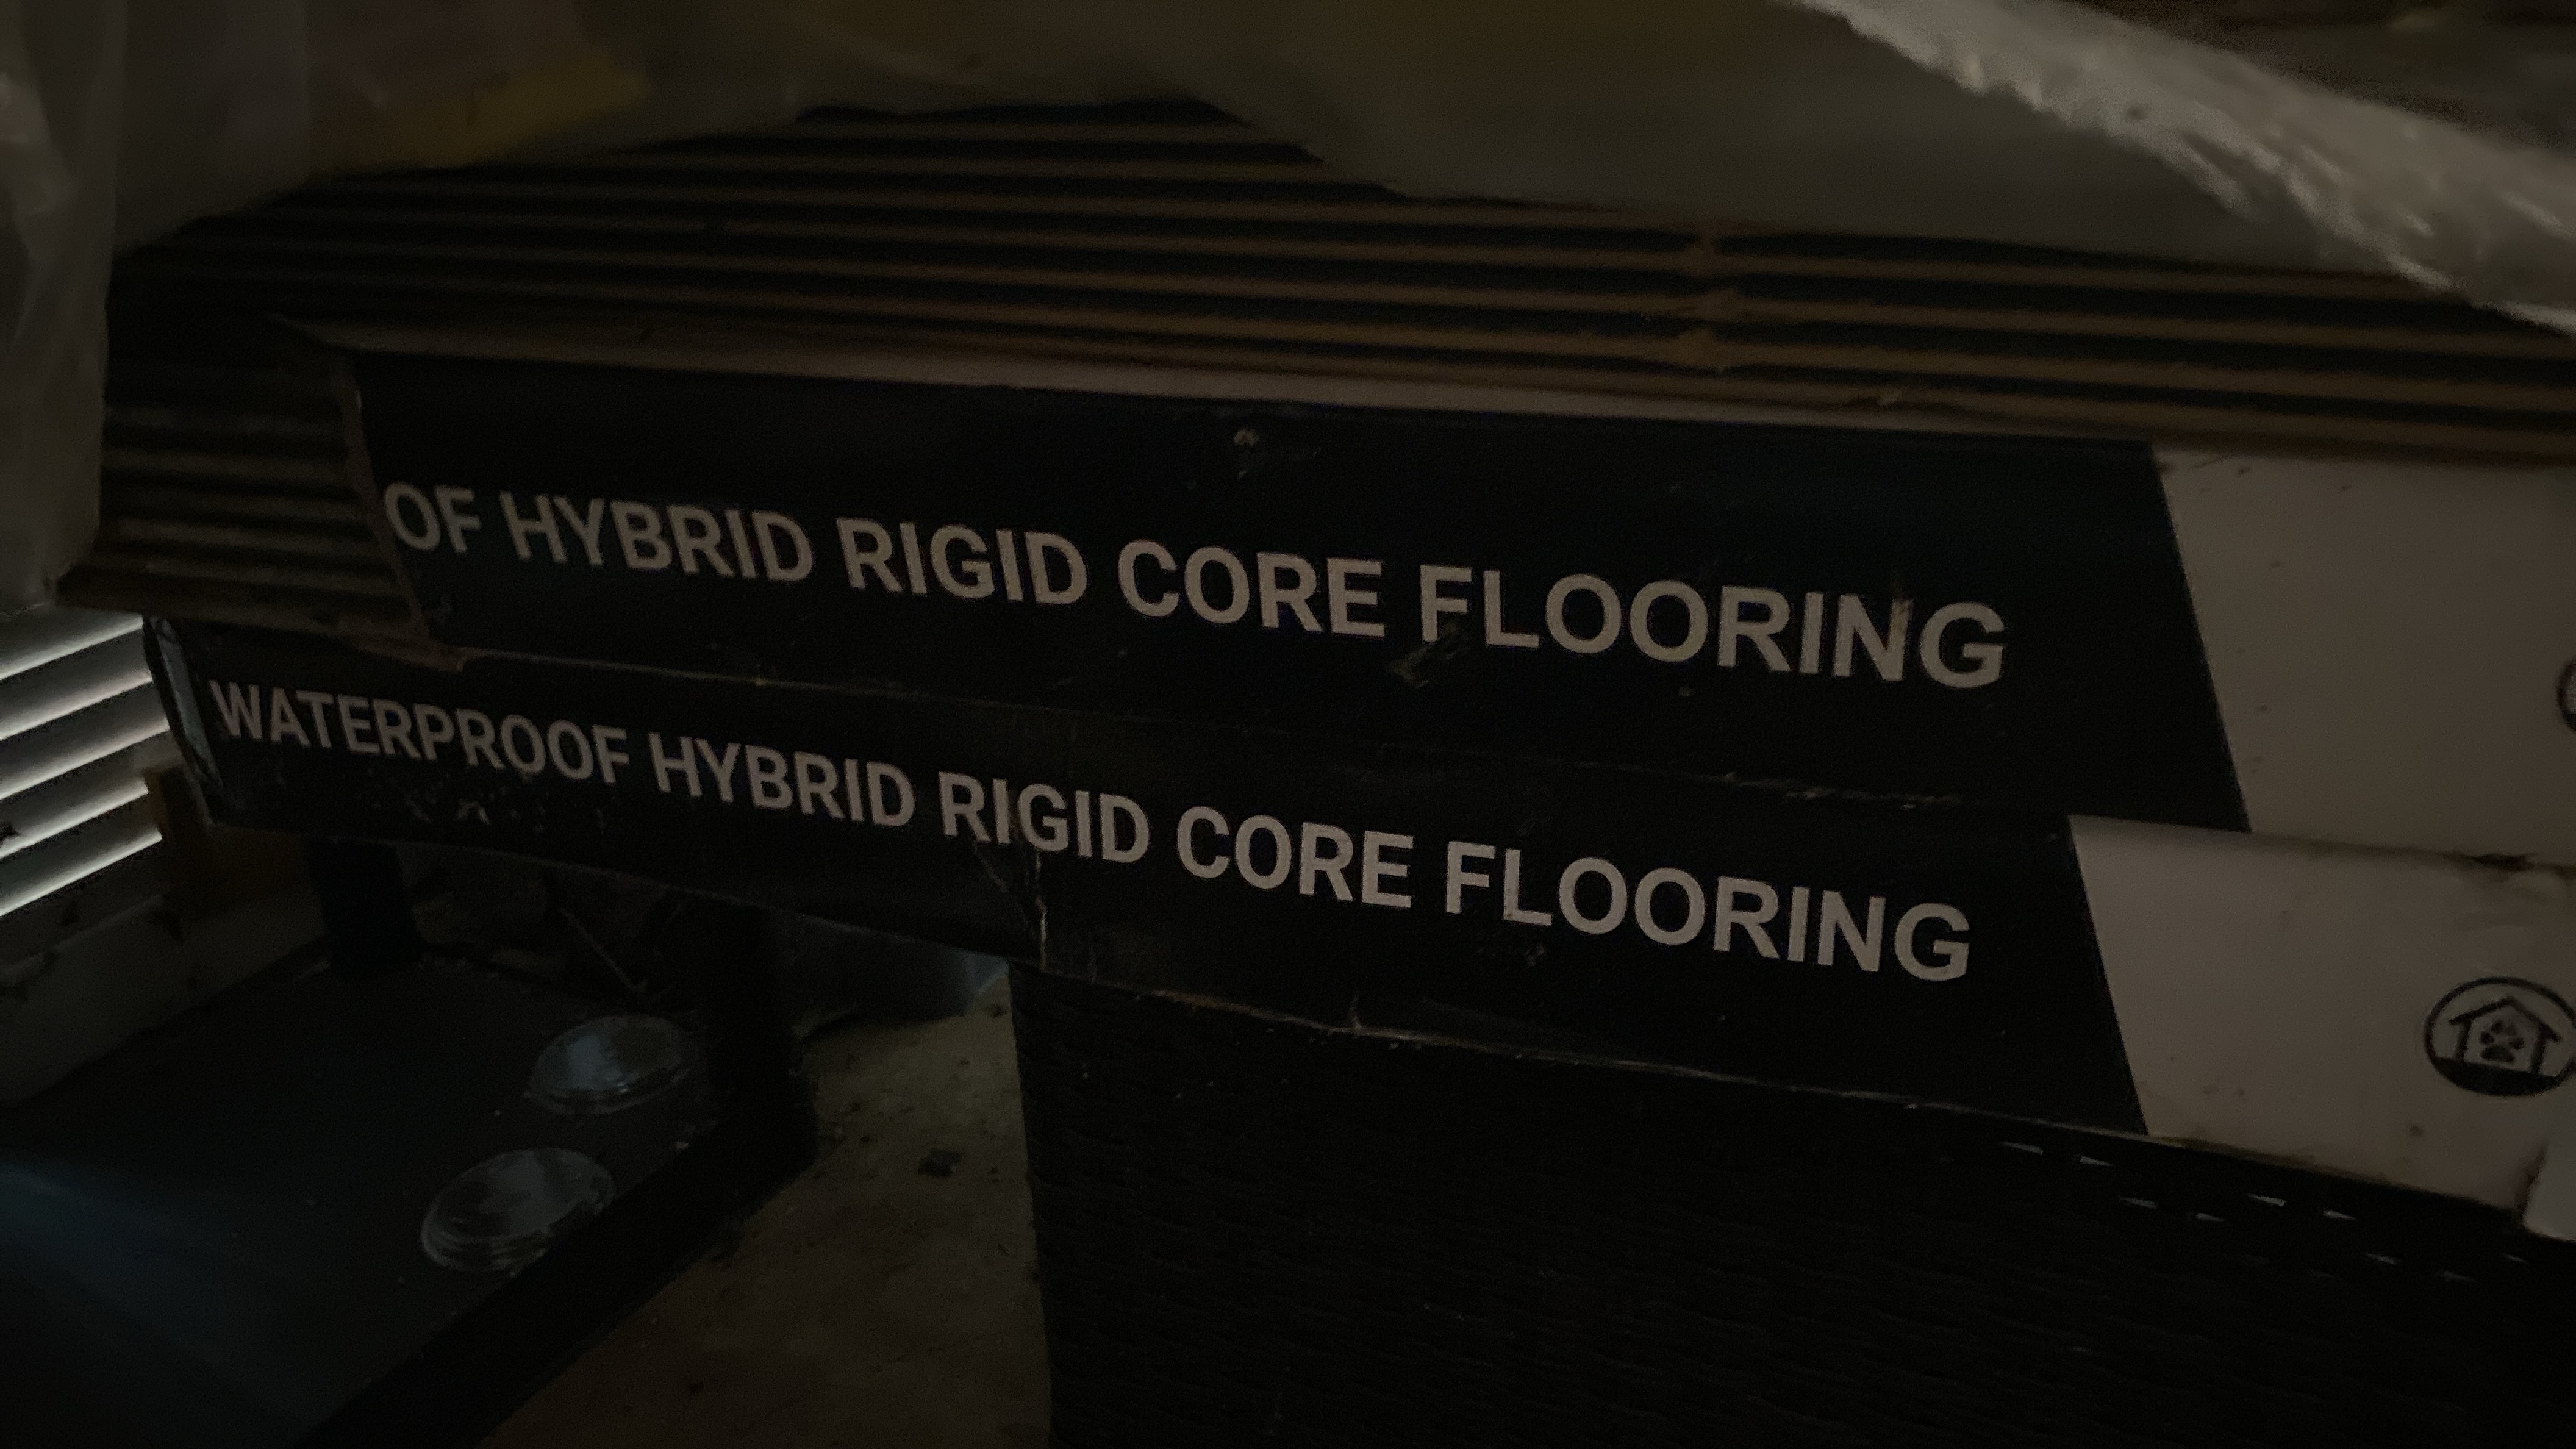 OF HYBRID RIGID CORE FLOORING
WATERPROOF HYBRID RIGID CORE FLOORING